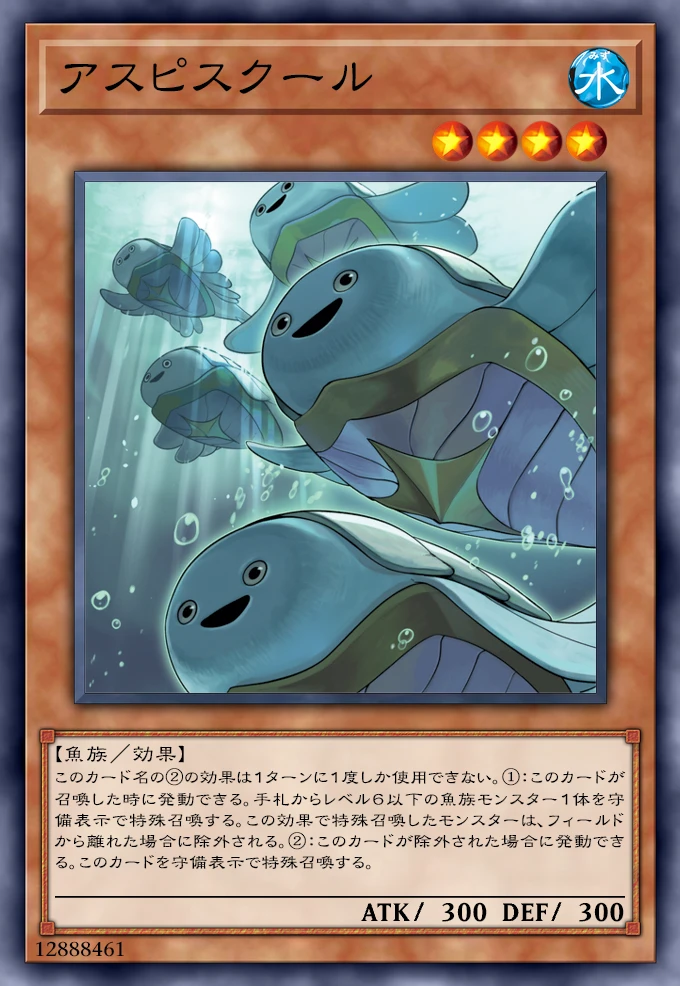 アスピスクール
みず
水
【魚族／効果】
このカード名の②の効果は１ターンに１度しか使用できない。①：このカードが
召喚した時に発動できる。手札からレベル６以下の魚族モンスター１体を守
備表示で特殊召喚する。この効果で特殊召喚したモンスターは、フィールド
から離れた場合に除外される。②：このカードが除外された場合に発動でき
る。このカードを守備表示で特殊召喚する。
ATK/ 300 DEF/ 300
12888461